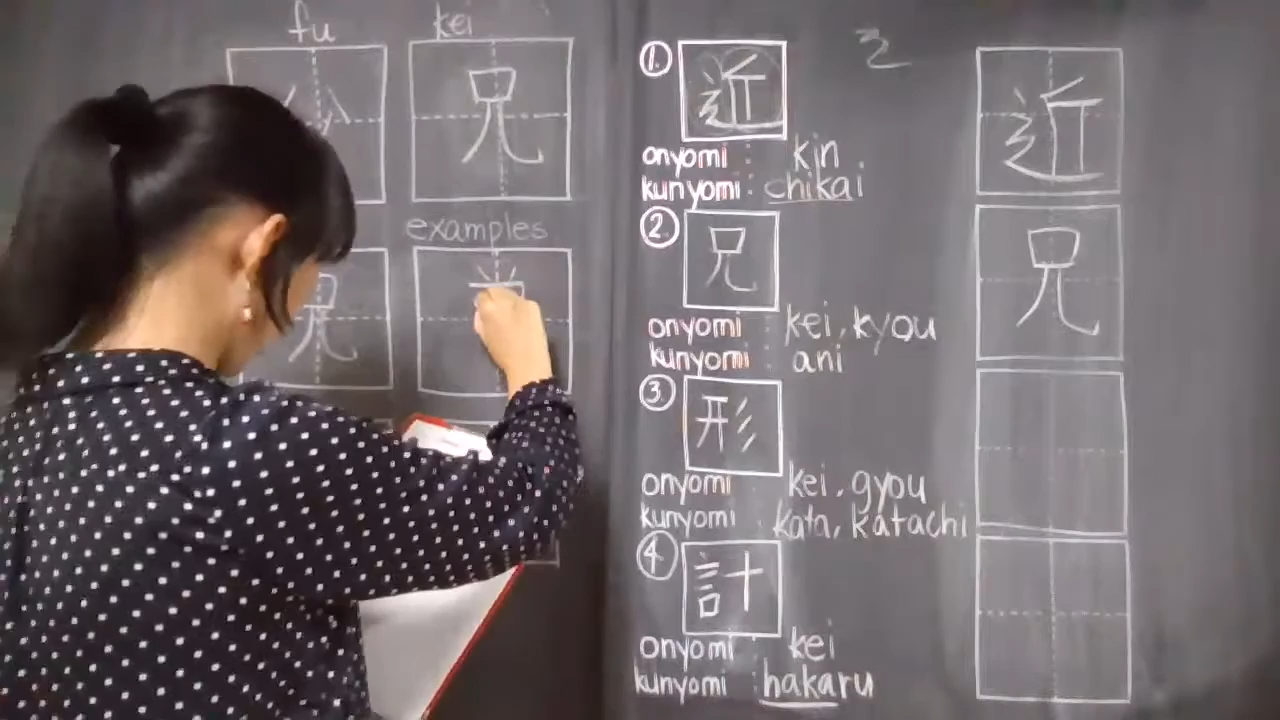 fu
kei
兄
examples
兄
1.
近
onyomi : kin
kunyomi : chikai
2.
兄
onyomi : kei, kyou
kunyomi : ani
3.
形
onyomi : kei, gyou
kunyomi : kata, katachi
4.
計
onyomi : kei
kunyomi : hakaru
近
兄